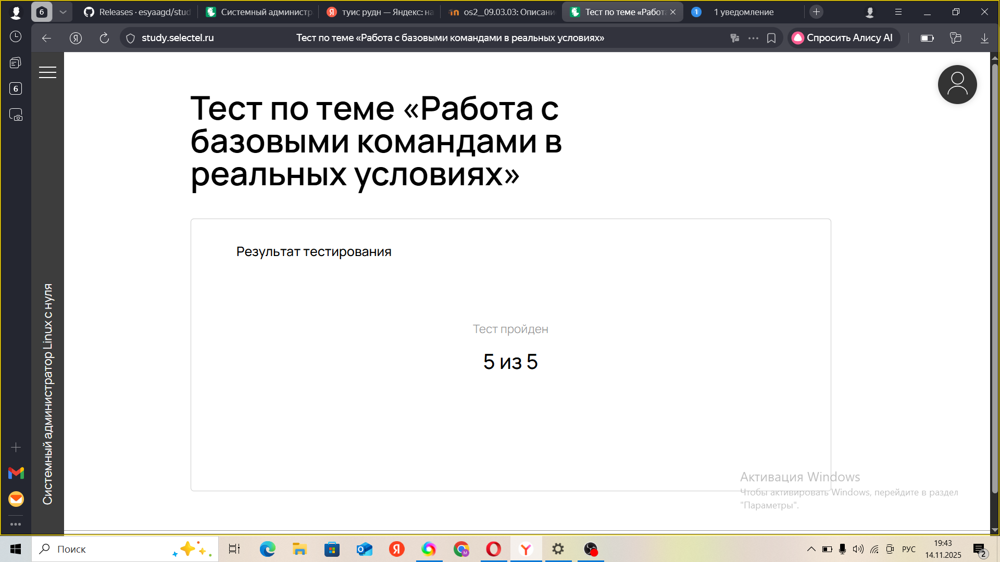 6
Releases · esyaagd/stud
Системный администр
туис рудн — Яндекс: на
os2__09.03.03: Описани
Тест по теме «Работа
1
1 уведомление
study.selectel.ru
Тест по теме «Работа с базовыми командами в реальных условиях»
Спросить Алису AI
6
Системный администратор Linux с нуля
Тест по теме «Работа с
базовыми командами в
реальных условиях»
Результат тестирования
Тест пройден
5 из 5
Активация Windows
Чтобы активировать Windows, перейдите в раздел
"Параметры".
Поиск
РУС
19:43
14.11.2025
2